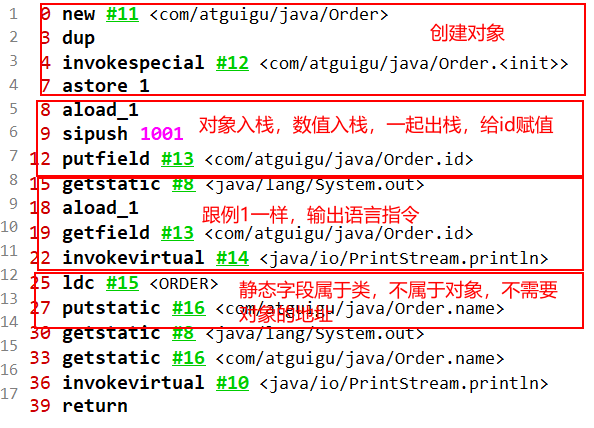 1 0 new #11 <com/atguigu/java/Order>
2 3 dup
3 4 invokespecial #12 <com/atguigu/java/Order.<init>>
4 7 astore 1
创建对象
5 8 aload_1
6 9 sipush 1001
7 12 putfield #13 <com/atguigu/java/Order.id>
对象入栈，数值入栈，一起出栈，给id赋值
8 15 getstatic #8 <java/lang/System.out>
9 18 aload_1
10 19 getfield #13 <com/atguigu/java/Order.id>
11 22 invokevirtual #14 <java/io/PrintStream.println>
跟例1一样，输出语言指令
12 25 ldc #15 <ORDER>
13 27 putstatic #16 <com/atguigu/java/Order.name>
静态字段属于类，不属于对象，不需要
对象的地址
14 30 getstatic #8 <java/lang/System.out>
15 33 getstatic #16 <com/atguigu/java/Order.name>
16 36 invokevirtual #10 <java/io/PrintStream.println>
17 39 return